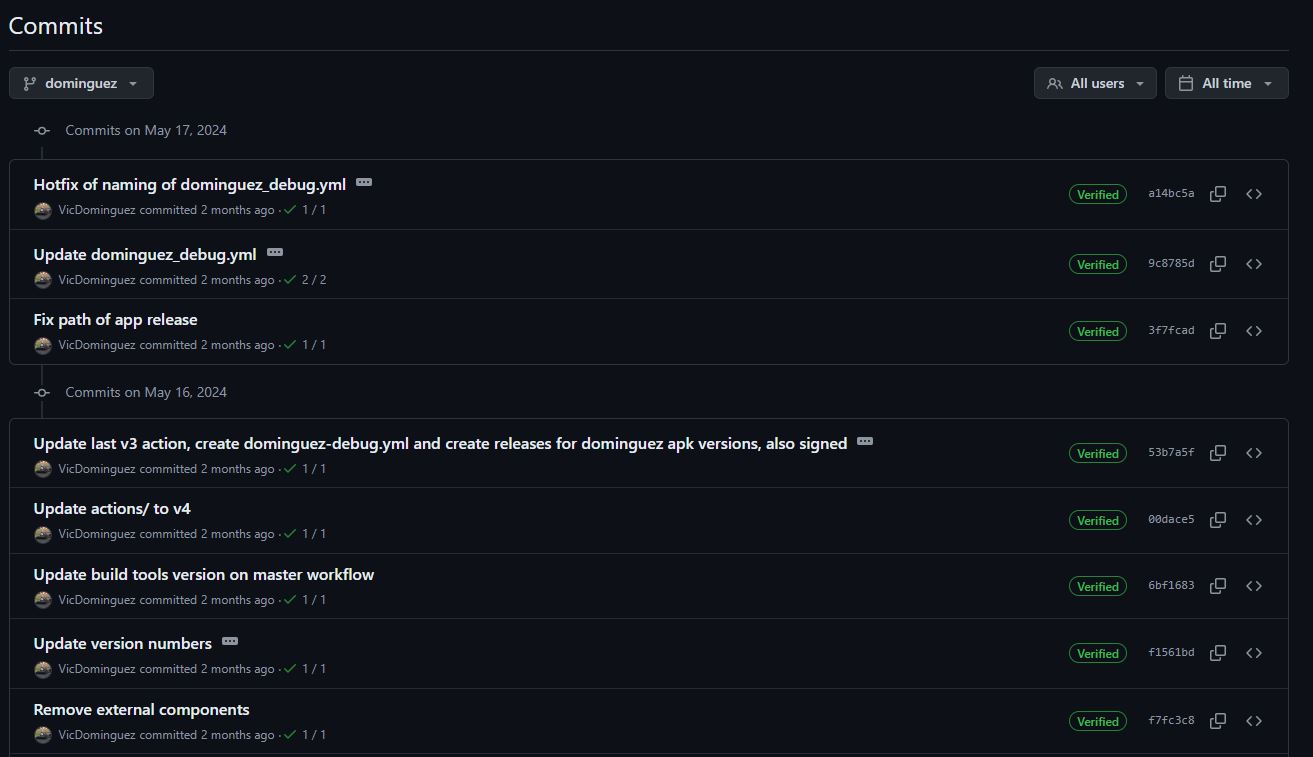 Commits
dominguez
All users
All time
Commits on May 17, 2024
Hotfix of naming of dominguez_debug.yml
VicDominguez committed 2 months ago · 1 / 1
Verified
a14bc5a
Update dominguez_debug.yml
VicDominguez committed 2 months ago · 2 / 2
Verified
9c8785d
Fix path of app release
VicDominguez committed 2 months ago · 1 / 1
Verified
3f7fcad
Commits on May 16, 2024
Update last v3 action, create dominguez-debug.yml and create releases for dominguez apk versions, also signed
VicDominguez committed 2 months ago · 1 / 1
Verified
53b7a5f
Update actions/ to v4
VicDominguez committed 2 months ago · 1 / 1
Verified
00dace5
Update build tools version on master workflow
VicDominguez committed 2 months ago · 1 / 1
Verified
6bf1683
Update version numbers
VicDominguez committed 2 months ago · 1 / 1
Verified
f1561bd
Remove external components
VicDominguez committed 2 months ago · 1 / 1
Verified
f7fc3c8